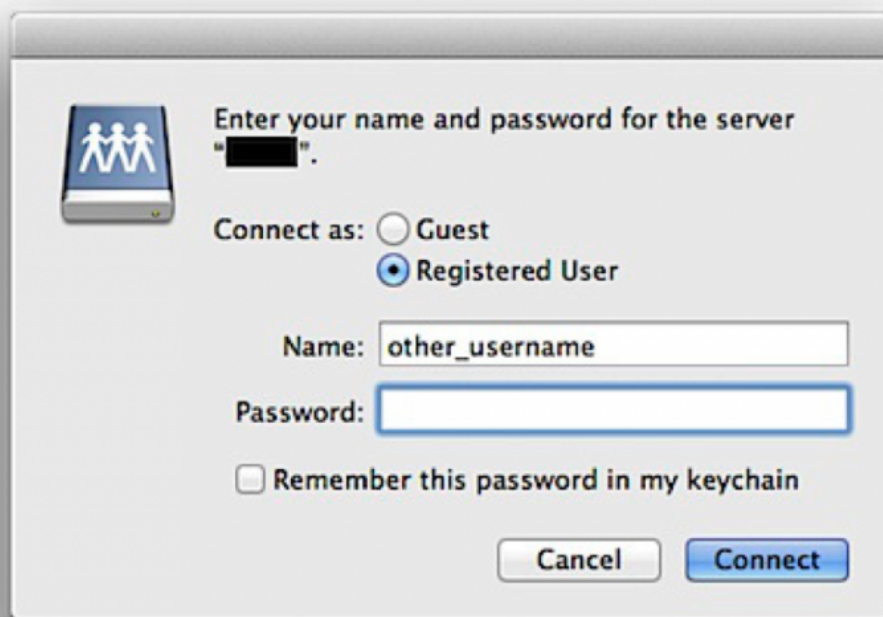 Enter your name and password for the server
“ ”.
Connect as: Guest
Registered User
Name: other_username
Password:
Remember this password in my keychain
Cancel Connect